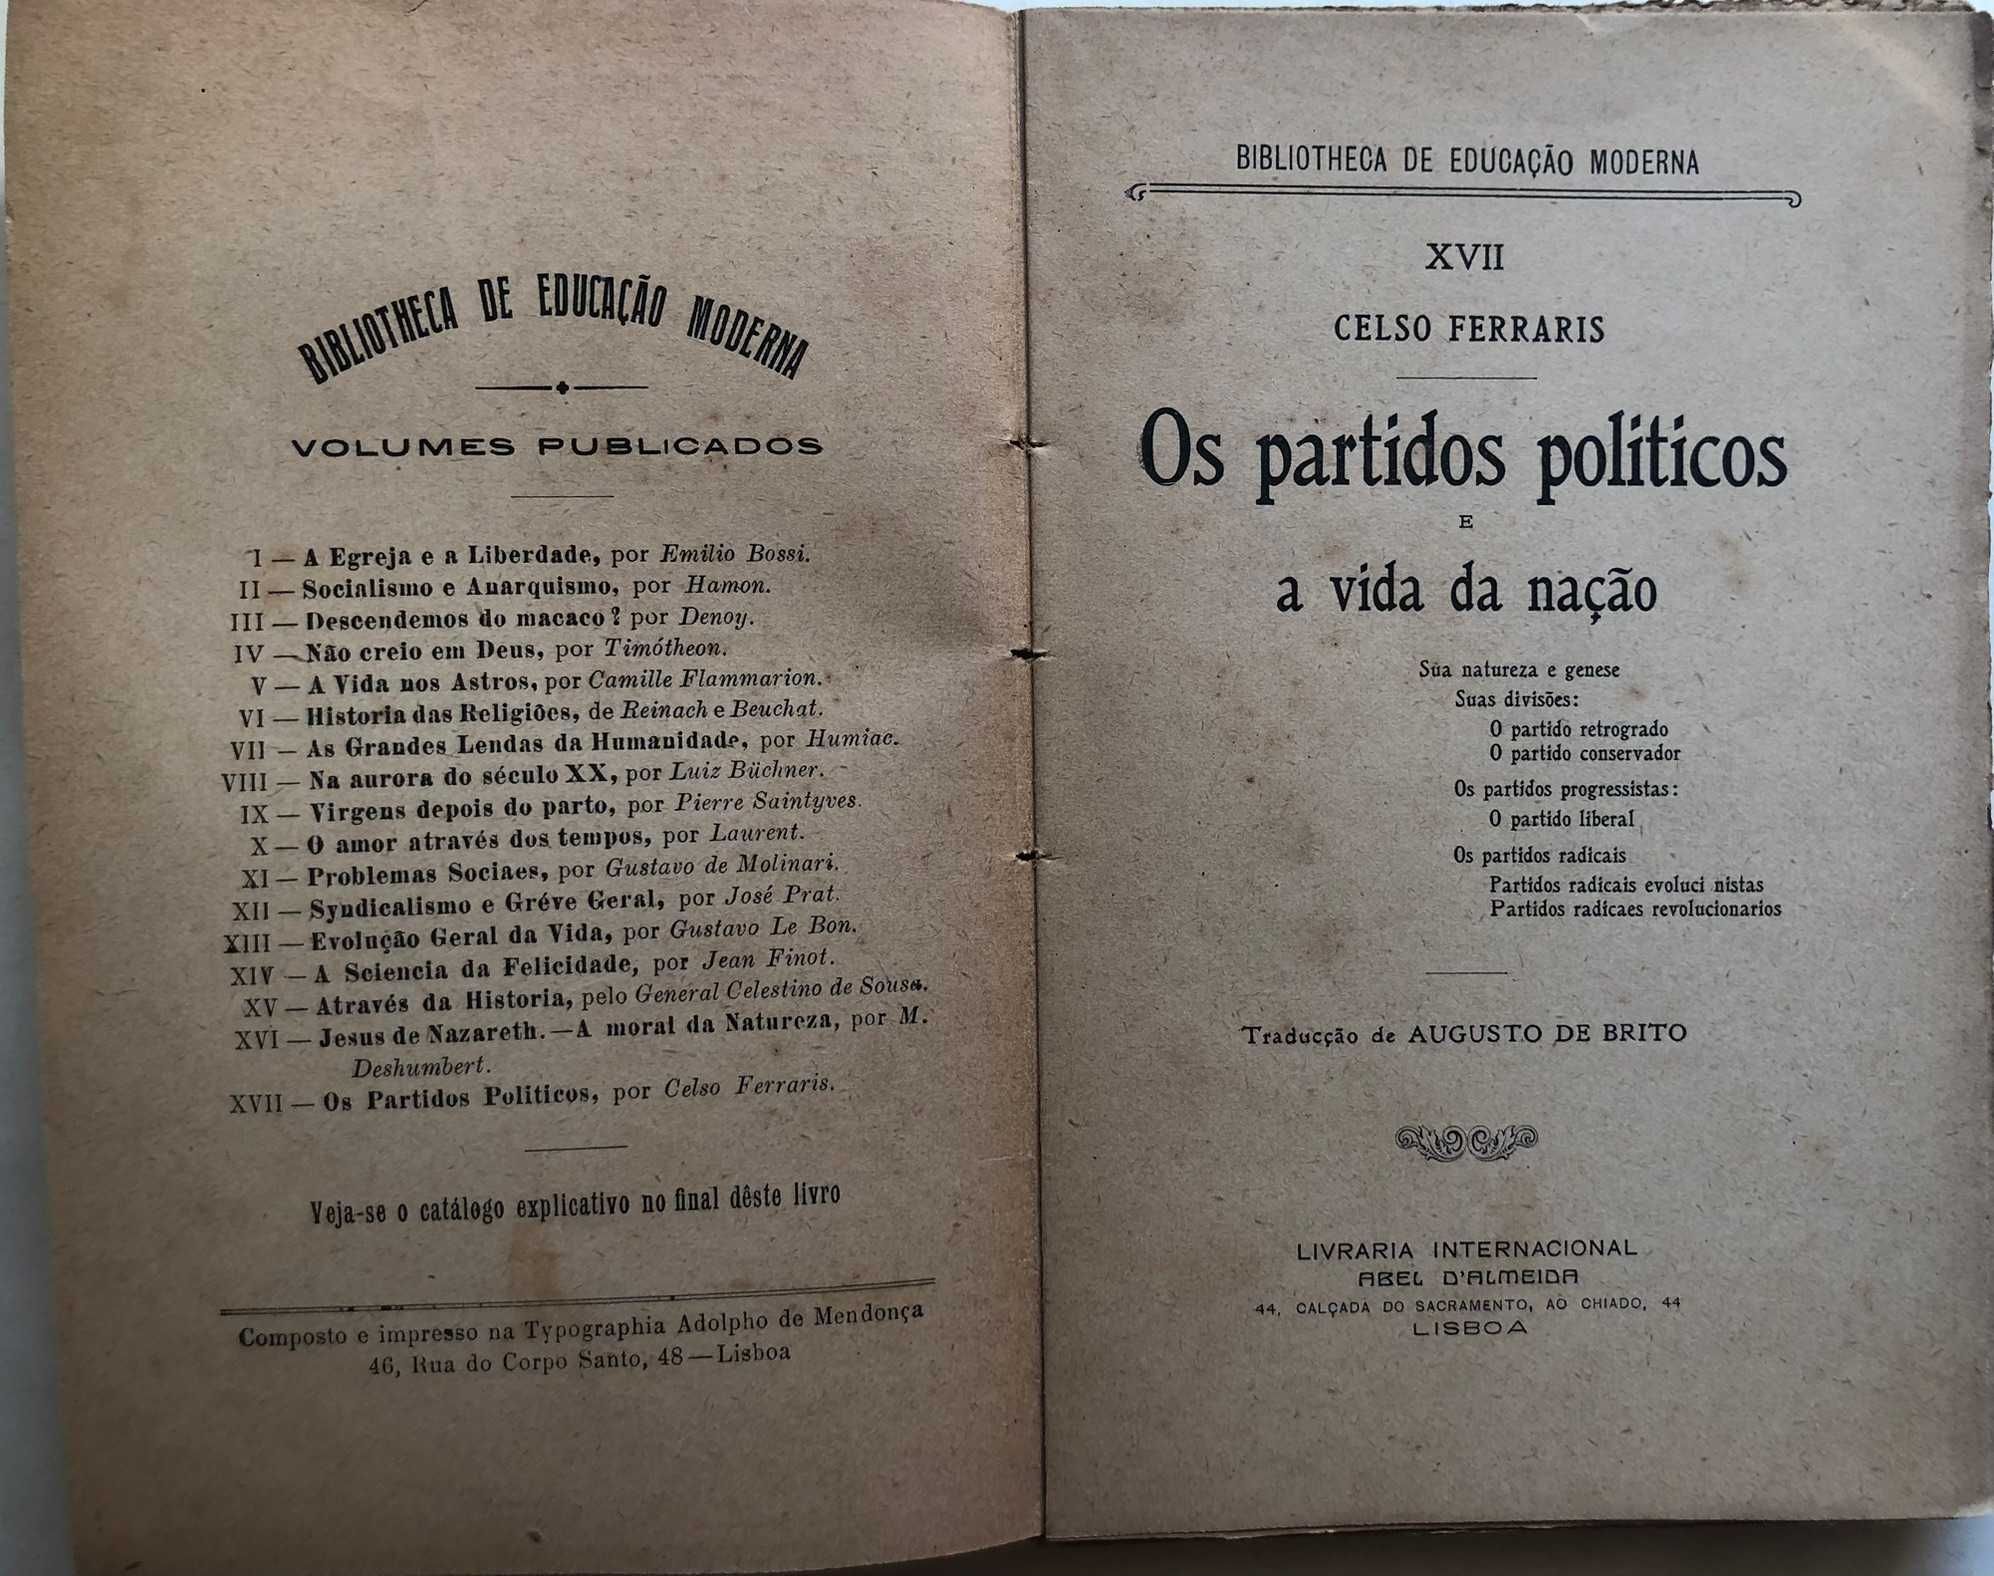 BIBLIOTHECA DE EDUCAÇÃO MODERNA
VOLUMES PUBLICADOS
I — A Egreja e a Liberdade, por Emilio Bossi.
II — Socialismo e Anarquismo, por Hamon.
III — Descendemos do macaco? por Denoy.
IV — Não creio em Deus, por Timótheon.
V — A Vida nos Astros, por Camille Flammarion.
VI — Historia das Religiões, de Reinach e Beuchat.
VII — As Grandes Lendas da Humanidade, por Humiac.
VIII — Na aurora do século XX, por Luiz Büchner.
IX — Virgens depois do parto, por Pierre Saintyves.
X — O amor através dos tempos, por Laurent.
XI — Problemas Sociaes, por Gustavo de Molinari.
XII — Syndicalismo e Gréve Geral, por José Prat.
XIII — Evolução Geral da Vida, por Gustavo Le Bon.
XIV — A Sciencia da Felicidade, por Jean Finot.
XV — Através da Historia, pelo General Celestino de Sousa.
XVI — Jesus de Nazareth. — A moral da Natureza, por M.
Deshumbert.
XVII — Os Partidos Politicos, por Celso Ferraris.
Veja-se o catálogo explicativo no final dêste livro
Composto e impresso na Typographia Adolpho de Mendonça
46, Rua do Corpo Santo, 48 — Lisboa
BIBLIOTHECA DE EDUCAÇÃO MODERNA
XVII
CELSO FERRARIS
Os partidos politicos
E
a vida da nação
Sua natureza e genese
Suas divisões:
O partido retrogrado
O partido conservador
Os partidos progressistas:
O partido liberal
Os partidos radicais
Partidos radicais evoluci nistas
Partidos radicaes revolucionarios
Traducção de AUGUSTO DE BRITO
LIVRARIA INTERNACIONAL
ABEL D'ALMEIDA
44, CALÇADA DO SACRAMENTO, AO CHIADO, 44
LISBOA